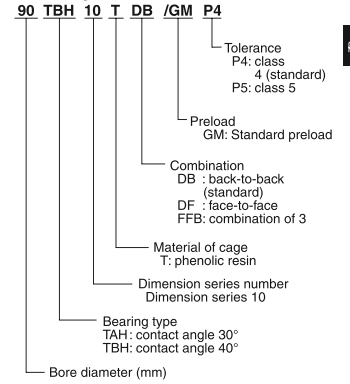 90 TBH 10 T DB /GM P4
Tolerance
P4: class
4 (standard)
P5: class 5
Preload
GM: Standard preload
Combination
DB : back-to-back
(standard)
DF : face-to-face
FFB: combination of 3
Material of cage
T: phenolic resin
Dimension series number
Dimension series 10
Bearing type
TAH: contact angle 30°
TBH: contact angle 40°
Bore diameter (mm)